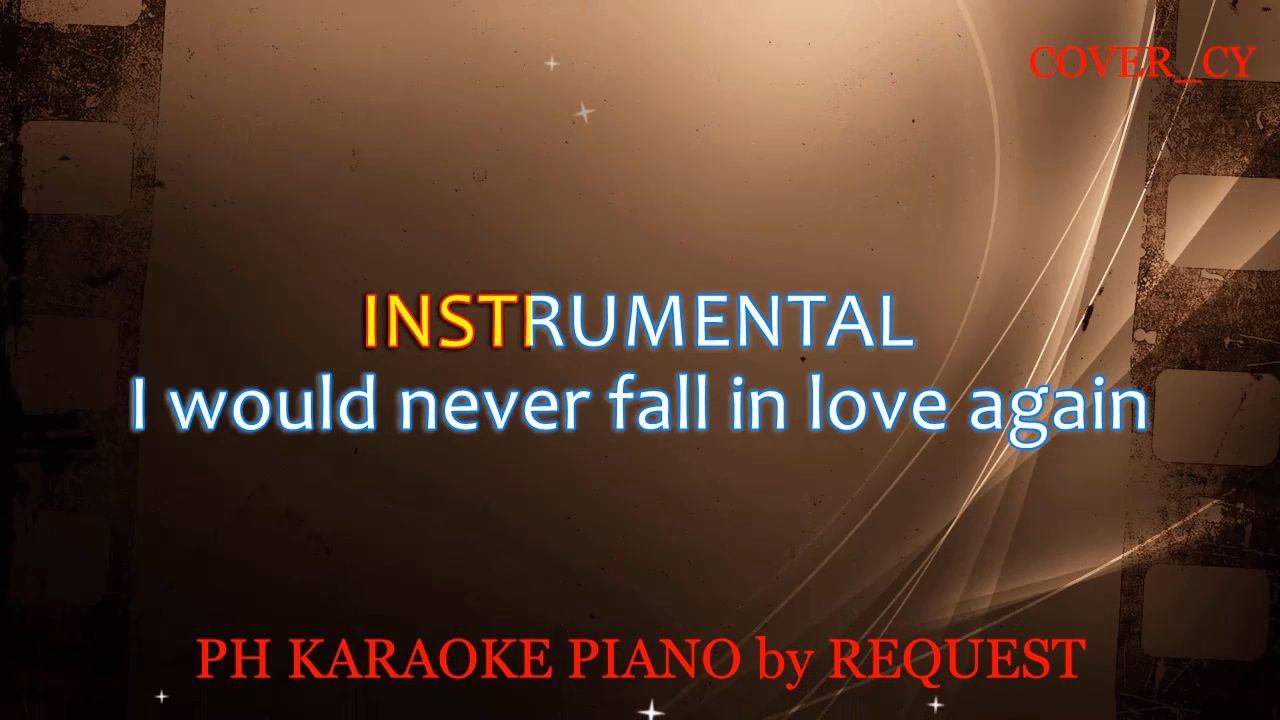 COVER_CY
INSTRUMENTAL
I would never fall in love again
PH KARAOKE PIANO by REQUEST